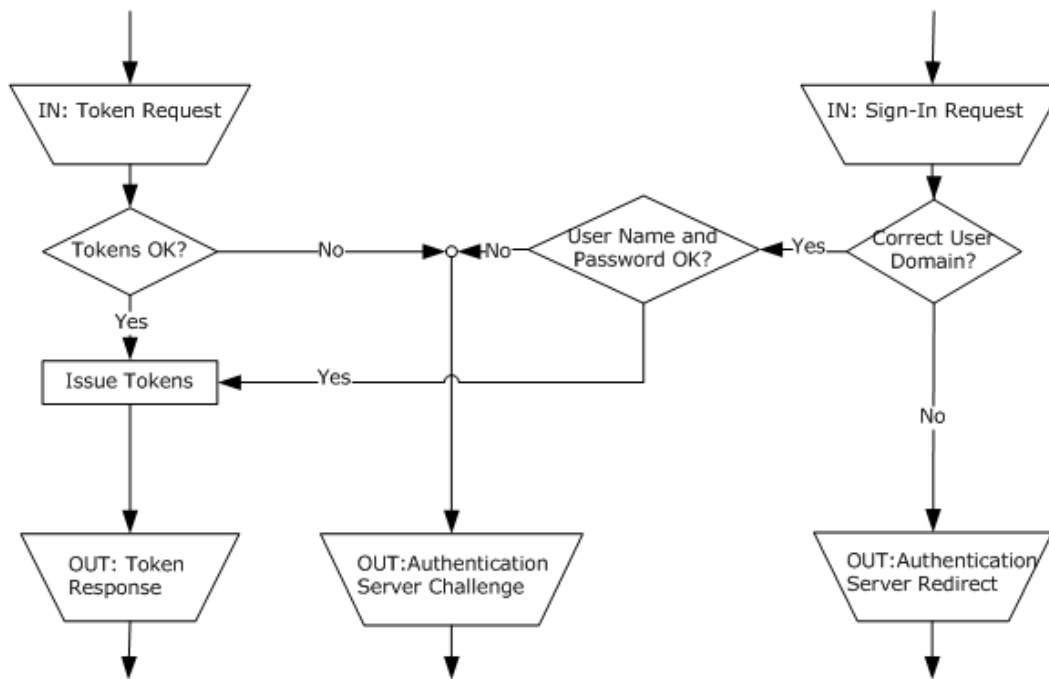 IN: Token Request
IN: Sign-In Request
Tokens OK?
No
No
User Name and
Password OK?
Yes
Correct User
Domain?
Yes
Issue Tokens
Yes
No
OUT: Token
Response
OUT:Authentication
Server Challenge
OUT:Authentication
Server Redirect